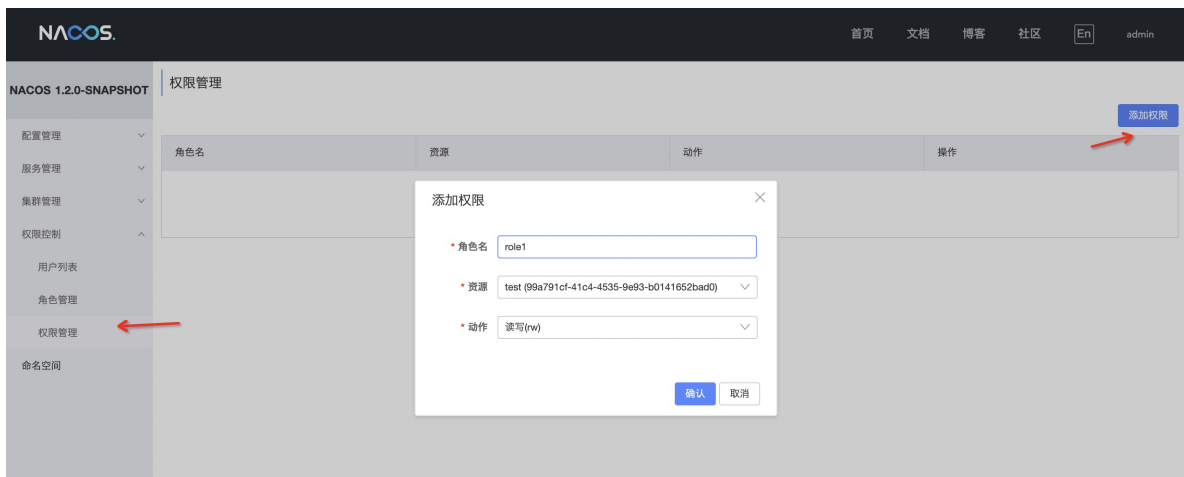 NACOS.
首页 文档 博客 社区 En admin
NACOS 1.2.0-SNAPSHOT
配置管理
服务管理
集群管理
权限控制
用户列表
角色管理
权限管理
命名空间
权限管理
添加权限
角色名 资源 动作 操作
添加权限
* 角色名 role1
* 资源 test (99a791cf-41c4-4535-9e93-b0141652bad0)
* 动作 读写(rw)
确认 取消